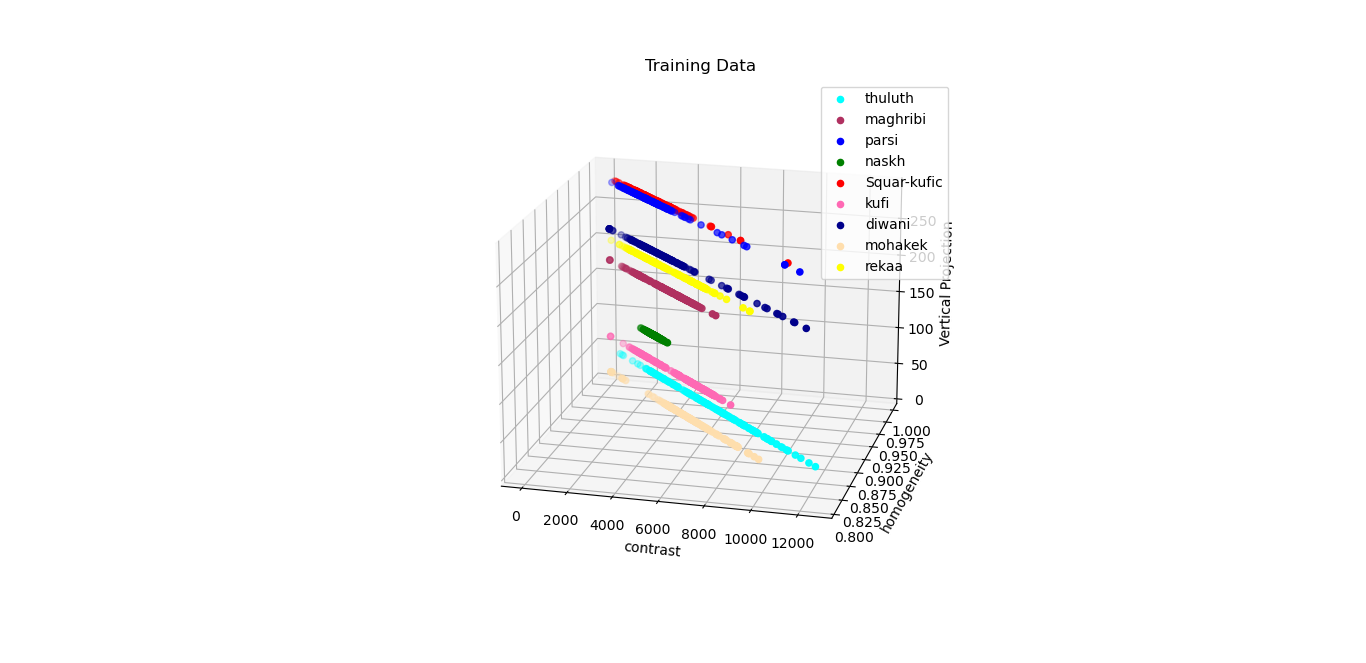 Training Data
thuluth
maghribi
parsi
naskh
Squar-kufic
kufi
diwani
mohakek
rekaa
250
200
150
100
50
0
Vertical Projection
1.000
0.975
0.950
0.925
0.900
0.875
0.850
0.825
0.800
homogeneity
0 2000 4000 6000 8000 10000 12000
contrast